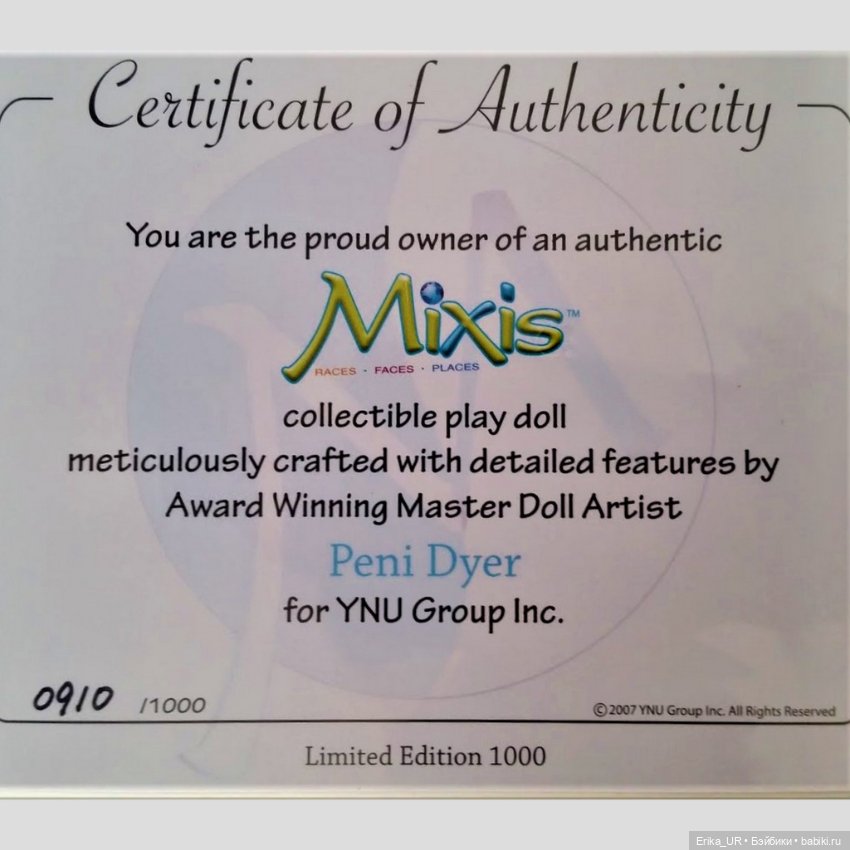 Certificate of Authenticity
You are the proud owner of an authentic
Mixis™
RACES · FACES · PLACES
collectible play doll
meticulously crafted with detailed features by
Award Winning Master Doll Artist
Peni Dyer
for YNU Group Inc.
0910 /1000
©2007 YNU Group Inc. All Rights Reserved
Limited Edition 1000
Erika_UR • Бэйбики • babiki.ru